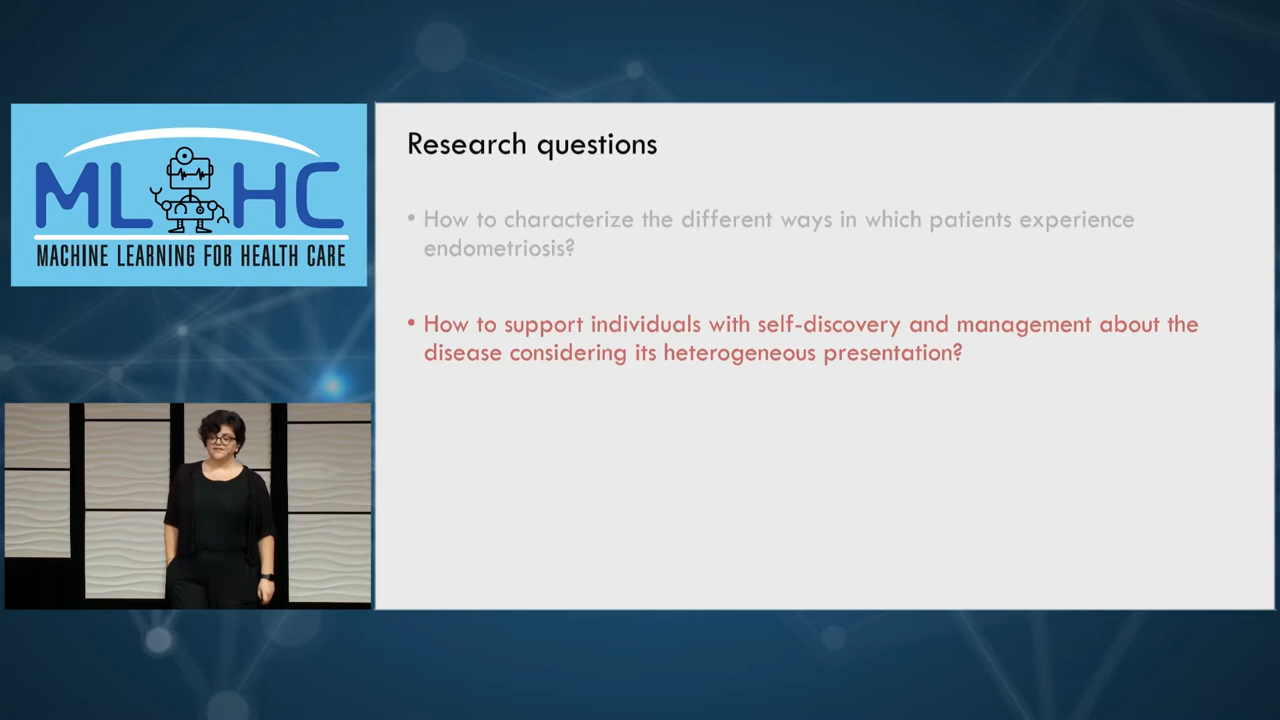 ML HC
MACHINE LEARNING FOR HEALTH CARE
Research questions
• How to characterize the different ways in which patients experience
endometriosis?
• How to support individuals with self-discovery and management about the
disease considering its heterogeneous presentation?